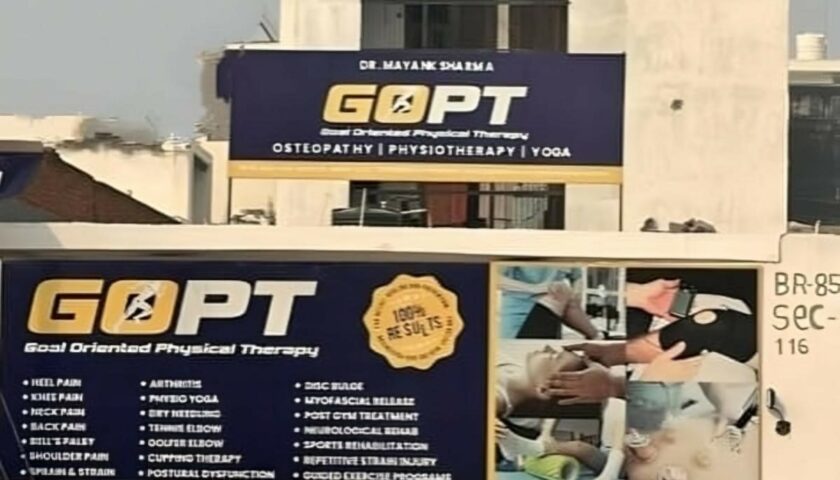 DR. MAYANK SHARMA
GOPT
Goal Oriented Physical Therapy
OSTEOPATHY | PHYSIOTHERAPY | YOGA
GOPT
Goal Oriented Physical Therapy
100%
RESULTS
• HEEL PAIN
• KNEE PAIN
• NECK PAIN
• BACK PAIN
• BELL'S PALSY
• SHOULDER PAIN
• SPRAIN & STRAIN
• ARTHRITIS
• PHYSIO YOGA
• DRY NEEDLING
• TENNIS ELBOW
• GOLFER ELBOW
• CUPPING THERAPY
• POSTURAL DYSFUNCTION
• DISC BULGE
• MYOFASCIAL RELEASE
• POST GYM TREATMENT
• NEUROLOGICAL REHAB
• SPORTS REHABILITATION
• REPETITIVE STRAIN INJURY
• GUIDED EXERCISE PROGRAMS
BR-85
SeC-
116